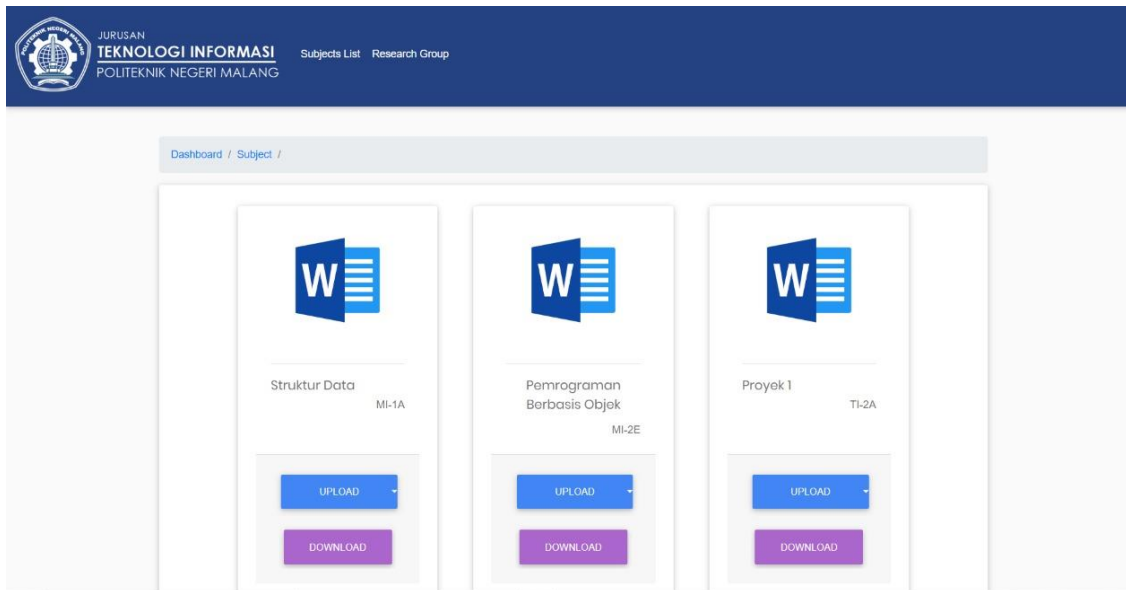 JURUSAN
TEKNOLOGI INFORMASI
POLITEKNIK NEGERI MALANG
Subjects List Research Group
Dashboard / Subject /
W
W
W
Struktur Data
MI-1A
Pemrograman
Berbasis Objek
MI-2E
Proyek 1
TI-2A
UPLOAD
UPLOAD
UPLOAD
DOWNLOAD
DOWNLOAD
DOWNLOAD